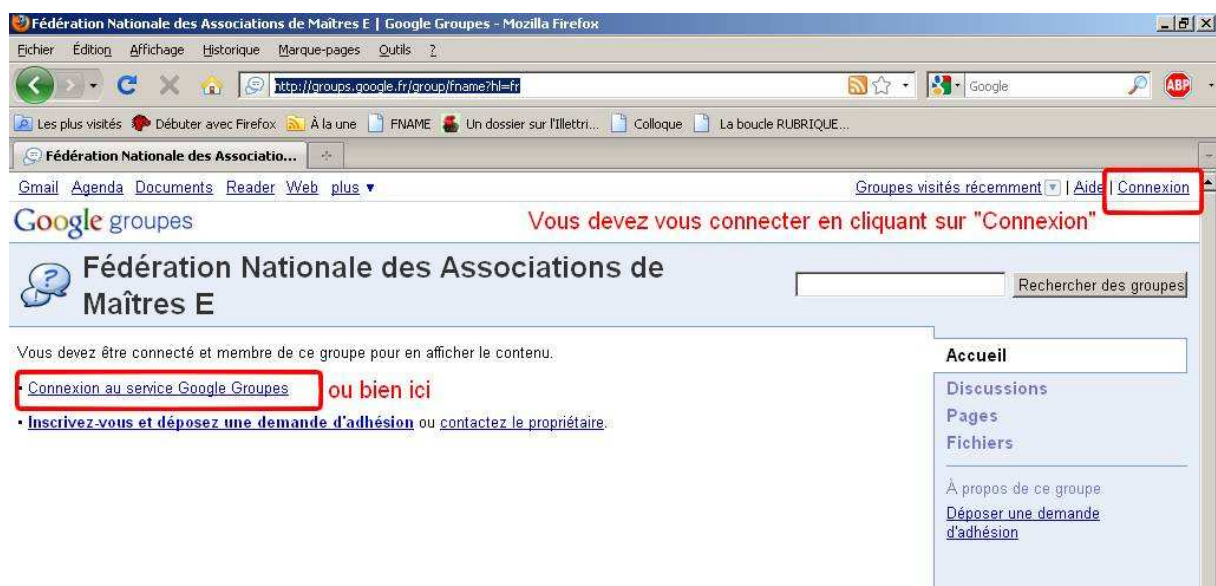 Fédération Nationale des Associations de Maîtres E | Google Groupes - Mozilla Firefox
Fichier Édition Affichage Historique Marque-pages Outils ?
http://groups.google.fr/group/fname?hl=fr
Google
ABP
Les plus visités Débuter avec Firefox À la une FNAME Un dossier sur l'Illettri... Colloque La boucle RUBRIQUE...
Fédération Nationale des Associatio...
Gmail Agenda Documents Reader Web plus ▼ Groupes visités récemment | Aide | Connexion
Google groupes
Vous devez vous connecter en cliquant sur "Connexion"
Fédération Nationale des Associations de
Maîtres E
Rechercher des groupes
Vous devez être connecté et membre de ce groupe pour en afficher le contenu.
• Connexion au service Google Groupes
ou bien ici
• Inscrivez-vous et déposez une demande d'adhésion ou contactez le propriétaire.
Accueil
Discussions
Pages
Fichiers
À propos de ce groupe
Déposer une demande
d'adhésion